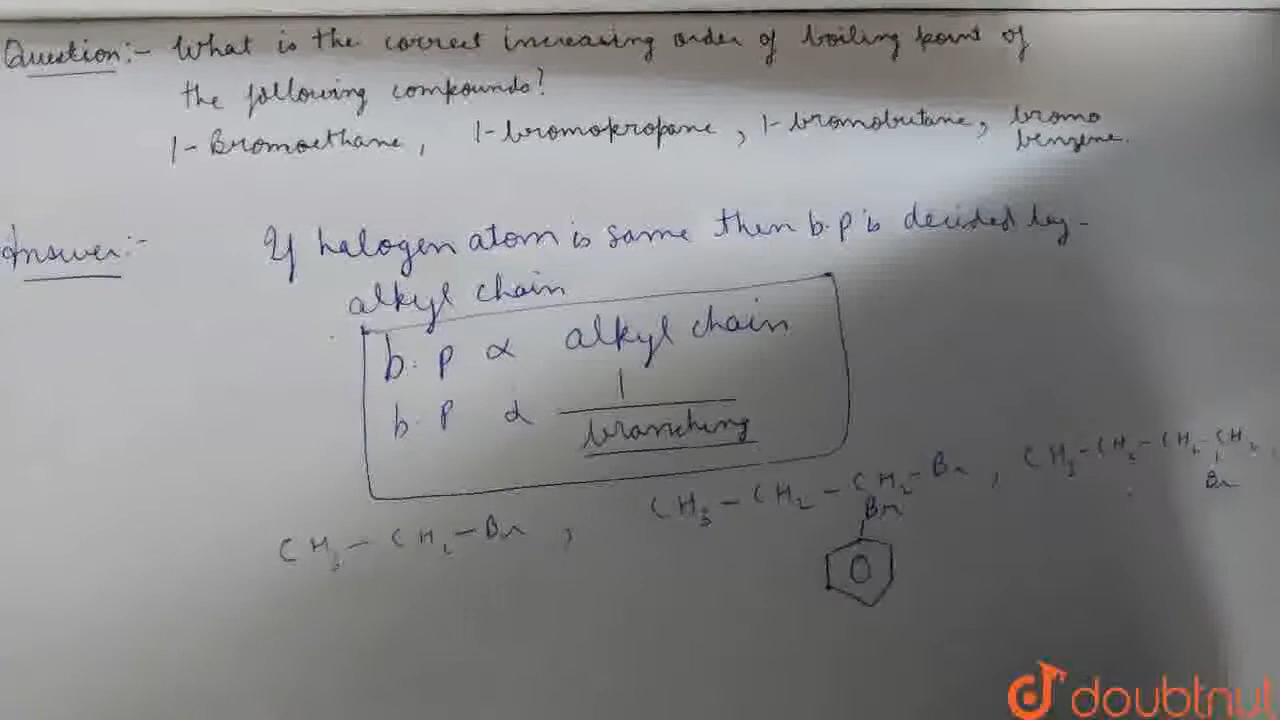 Question:- What is the correct increasing order of boiling point of
the following compounds?
1-Bromoethane, 1-bromopropane, 1-bromobutane, bromo
benzene.
Answer:- If halogen atom is same then b.p is decided by-
alkyl chain
b.p ∝ alkyl chain
b.p ∝ 1/branching
CH3-CH2-Br, CH3-CH2-CH2-Br, CH3-CH2-CH2-CH2
Br
Br
doubtnut